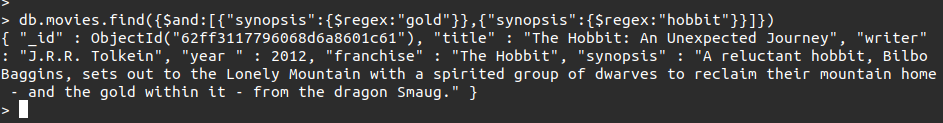 >
> db.movies.find({$and:[{"synopsis":{$regex:"gold"}},{"synopsis":{$regex:"hobbit"}}]})
{ "_id" : ObjectId("62ff3117796068d6a8601c61"), "title" : "The Hobbit: An Unexpected Journey", "writer"
: "J.R.R. Tolkein", "year " : 2012, "franchise" : "The Hobbit", "synopsis" : "A reluctant hobbit, Bilbo
Baggins, sets out to the Lonely Mountain with a spirited group of dwarves to reclaim their mountain home
- and the gold within it - from the dragon Smaug." }
>